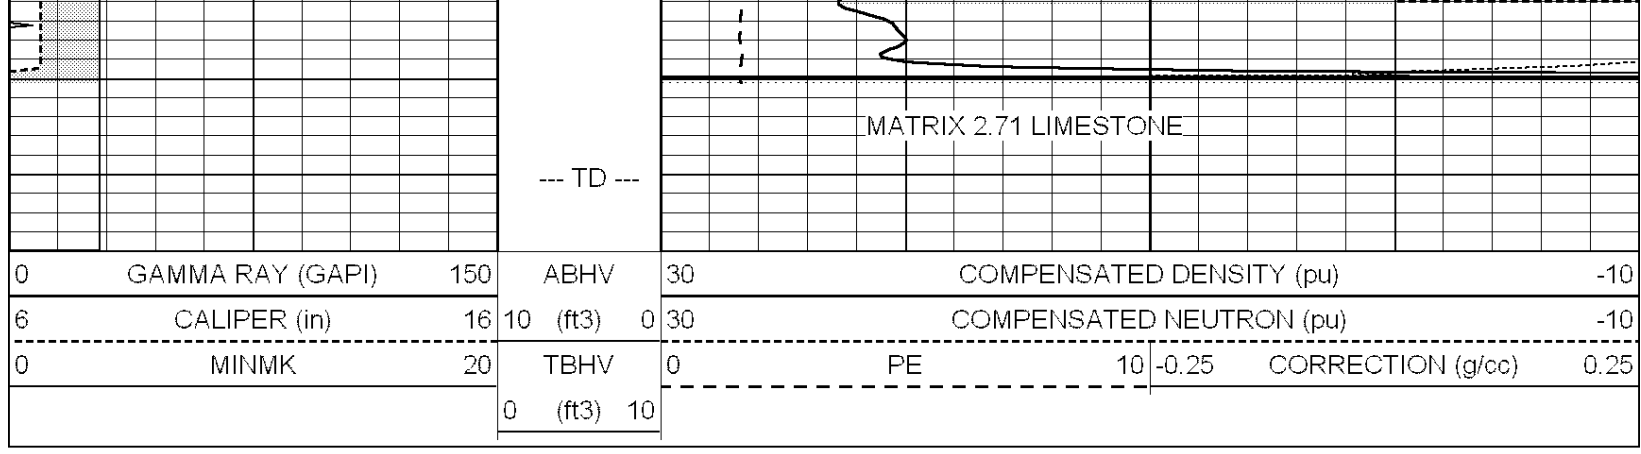 MATRIX 2.71 LIMESTONE
--- TD ---
0 GAMMA RAY (GAPI) 150 ABHV 30 COMPENSATED DENSITY (pu) -10
6 CALIPER (in) 16 10 (ft3) 0 30 COMPENSATED NEUTRON (pu) -10
0 MINMK 20 TBHV 0 PE 10 -0.25 CORRECTION (g/cc) 0.25
0 (ft3) 10